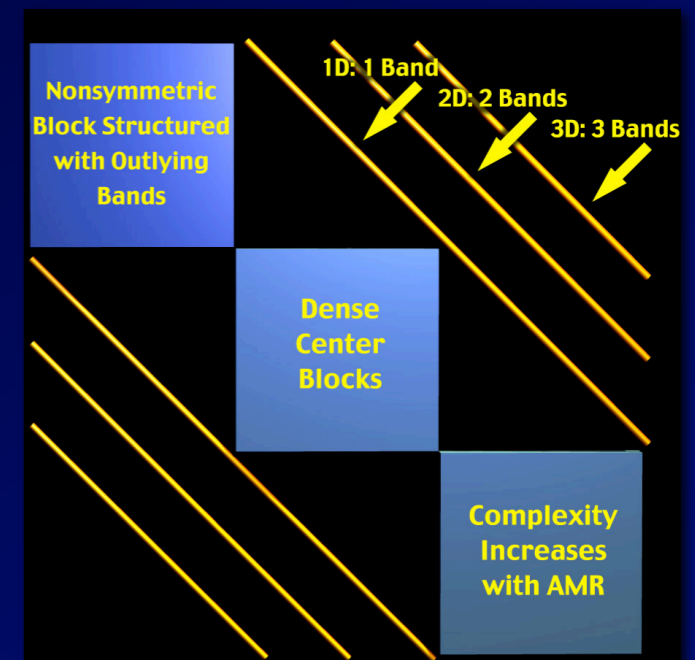 Nonsymmetric
Block Structured
with Outlying
Bands
1D: 1 Band
2D: 2 Bands
3D: 3 Bands
Dense
Center
Blocks
Complexity
Increases
with AMR